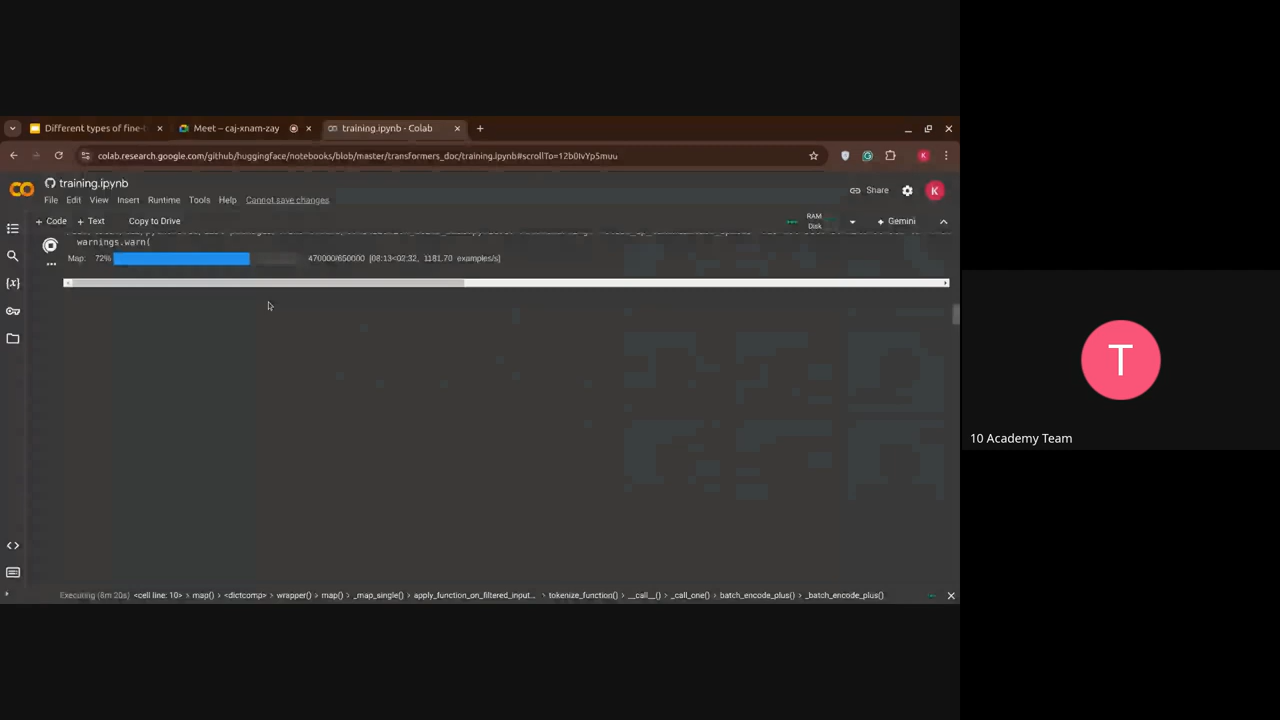 Different types of fine-
Meet – caj-xnam-zay
training.ipynb - Colab
colab.research.google.com/github/huggingface/notebooks/blob/master/transformers_doc/training.ipynb#scrollTo=12b0IvYp5muu
training.ipynb
File Edit View Insert Runtime Tools Help Cannot save changes
Share
K
+ Code + Text Copy to Drive
RAM
Disk
Gemini
warnings.warn(
Map: 72% 470000/650000 [08:13<02:32, 1181.70 examples/s]
T
10 Academy Team
Executing (8m 20s) <cell line: 10> > map() > <dictcomp> > wrapper() > map() > _map_single() > apply_function_on_filtered_input... > tokenize_function() > __call__() > _call_one() > batch_encode_plus() > _batch_encode_plus()